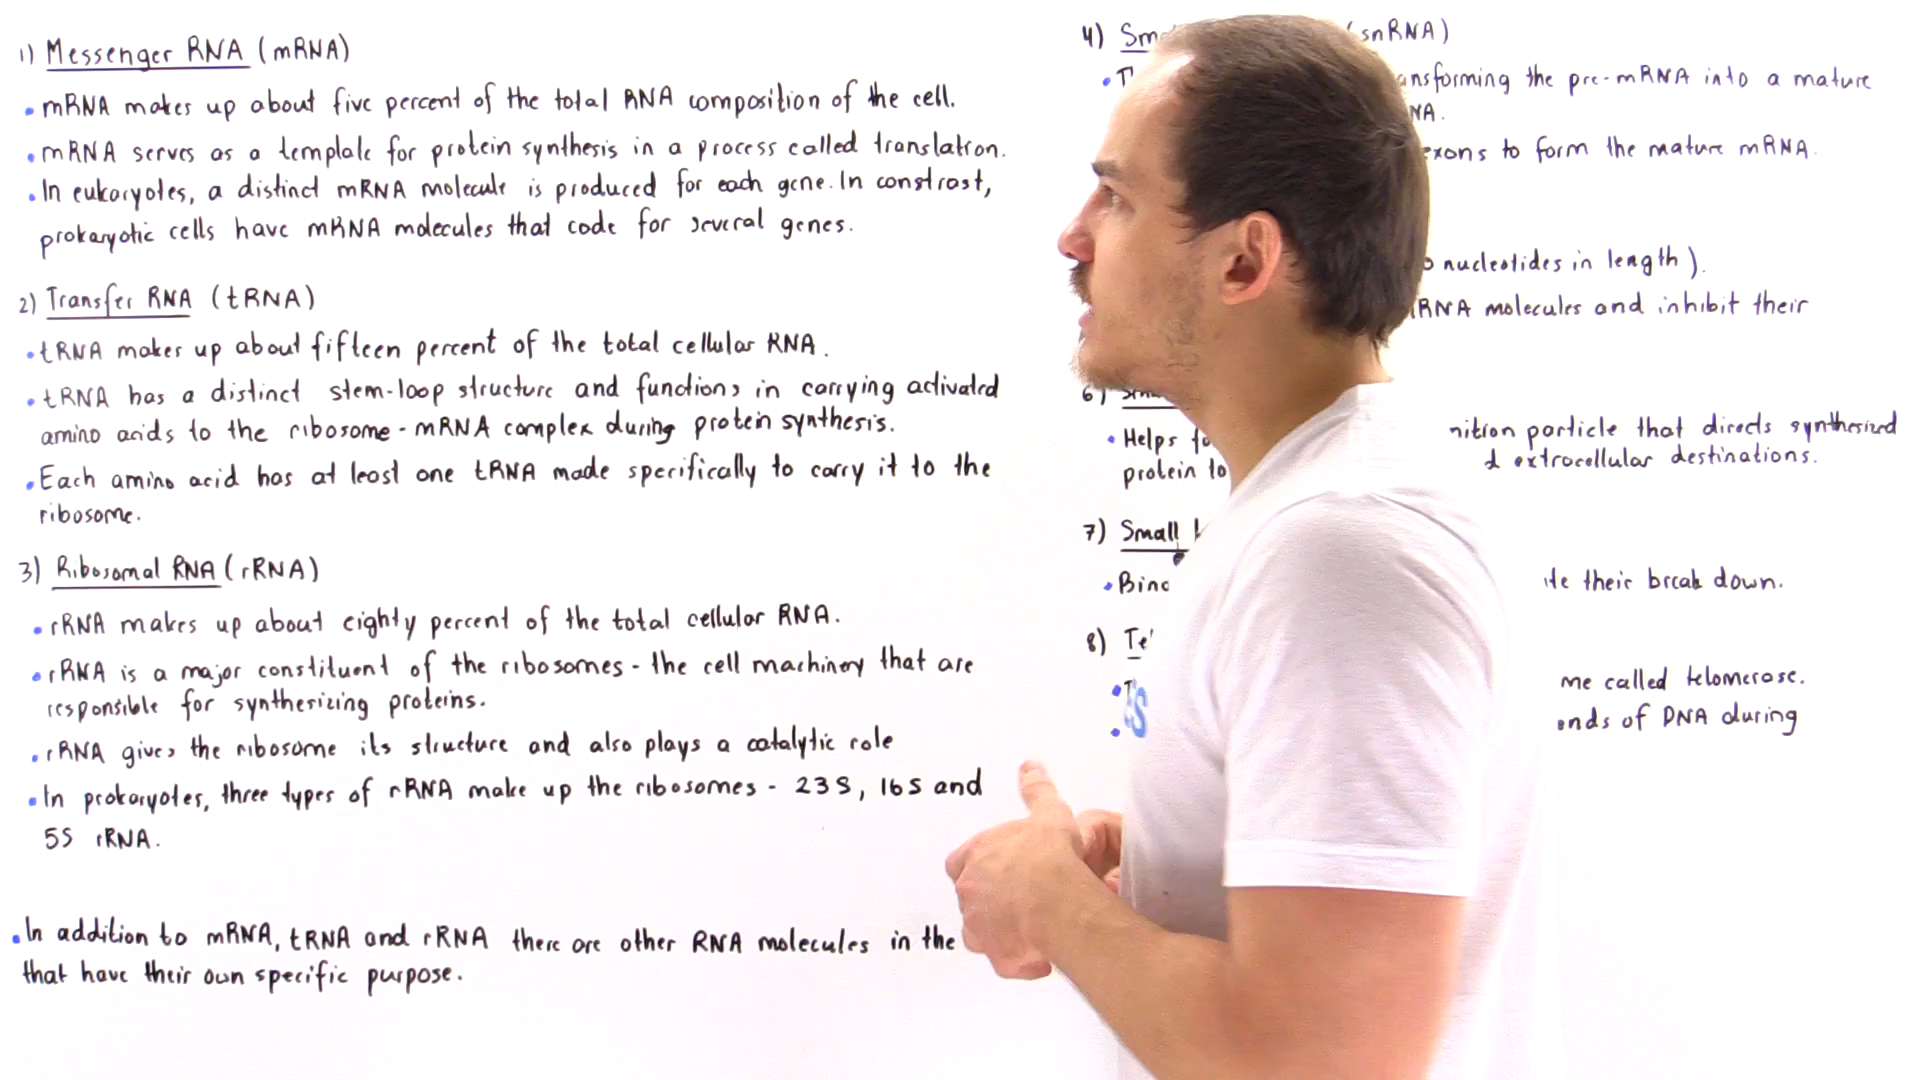 1) Messenger RNA (mRNA)
• mRNA makes up about five percent of the total RNA composition of the cell.
• mRNA serves as a template for protein synthesis in a process called translation.
• In eukaryotes, a distinct mRNA molecule is produced for each gene. In constrast,
prokaryotic cells have mRNA molecules that code for several genes.
2) Transfer RNA (tRNA)
• tRNA makes up about fifteen percent of the total cellular RNA.
• tRNA has a distinct stem-loop structure and functions in carrying activated
amino acids to the ribosome-mRNA complex during protein synthesis.
• Each amino acid has at least one tRNA made specifically to carry it to the
ribosome.
3) Ribosomal RNA (rRNA)
• rRNA makes up about eighty percent of the total cellular RNA.
• rRNA is a major constituent of the ribosomes - the cell machinery that are
responsible for synthesizing proteins.
• rRNA gives the ribosome its structure and also plays a catalytic role
• In prokaryotes, three types of rRNA make up the ribosomes - 23S, 16S and
5S rRNA.
• In addition to mRNA, tRNA and rRNA there are other RNA molecules in the
that have their own specific purpose.
4) (snRNA)
the pre-mRNA into a mature
exons to form the mature mRNA.
nucleotides in length).
RNA molecules and inhibit their
6)
• Helps particle that directs synthesized
protein to extracellular destinations.
7) Small
• their break down.
8)
called telomerase.
ends of DNA during